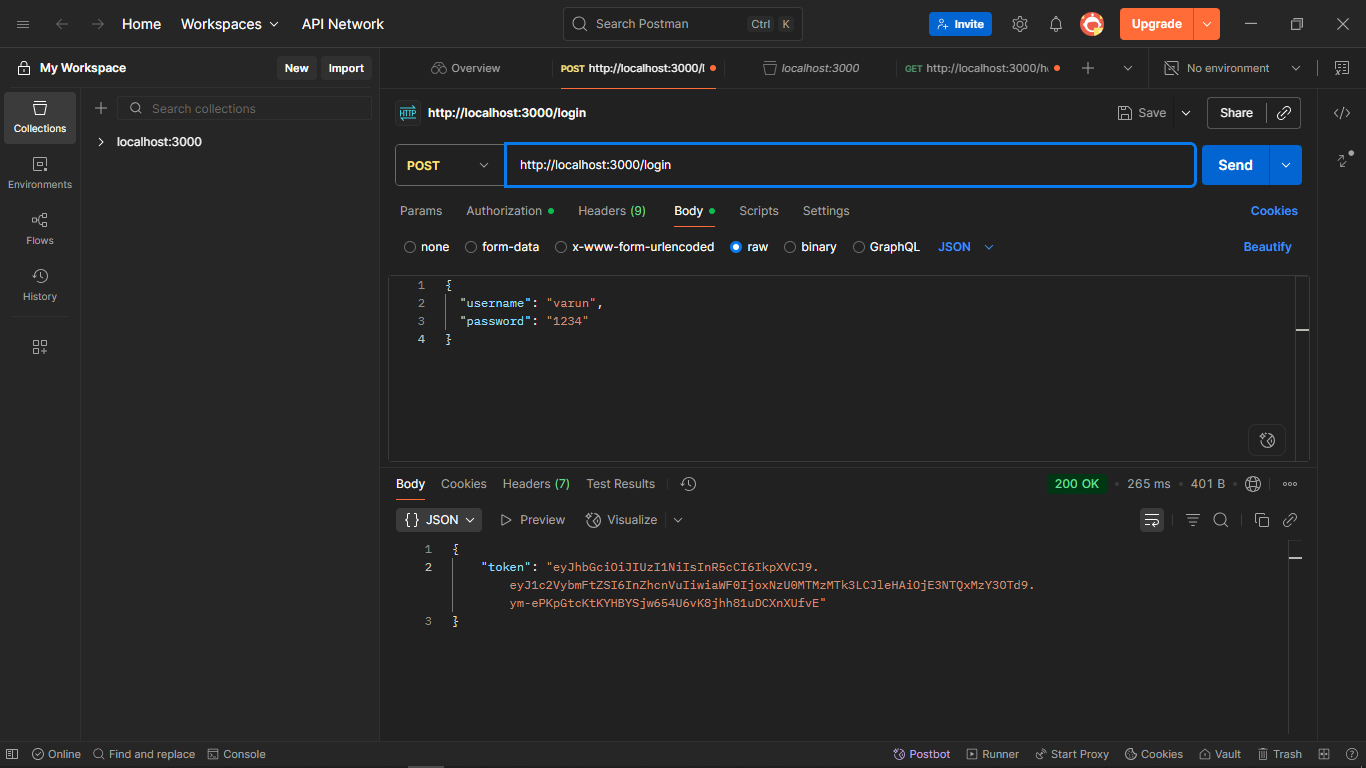 Home
Workspaces
API Network
Search Postman
Ctrl K
Invite
Upgrade
My Workspace
New
Import
Overview
POST http://localhost:3000/l
localhost:3000
GET http://localhost:3000/h
No environment
Collections
Environments
Flows
History
Search collections
localhost:3000
HTTP
http://localhost:3000/login
Save
Share
POST
http://localhost:3000/login
Send
Params
Authorization
Headers (9)
Body
Scripts
Settings
Cookies
none
form-data
x-www-form-urlencoded
raw
binary
GraphQL
JSON
Beautify
1 {
2 "username": "varun",
3 "password": "1234"
4 }
Body
Cookies
Headers (7)
Test Results
200 OK
265 ms
401 B
{} JSON
Preview
Visualize
1 {
2 "token": "eyJhbGciOiJIUzI1NiIsInR5cCI6IkpXVCJ9.
eyJ1c2VybmFtZSI6InZhcnVuIiwiaWF0IjoxNzU0MTMzMTk3LCJleHAiOjE3NTQxMzY3OTd9.
ym-ePKpGtcKtKYHBYSjw654U6vK8jhh81uDCXnXUfvE"
3 }
Online
Find and replace
Console
Postbot
Runner
Start Proxy
Cookies
Vault
Trash